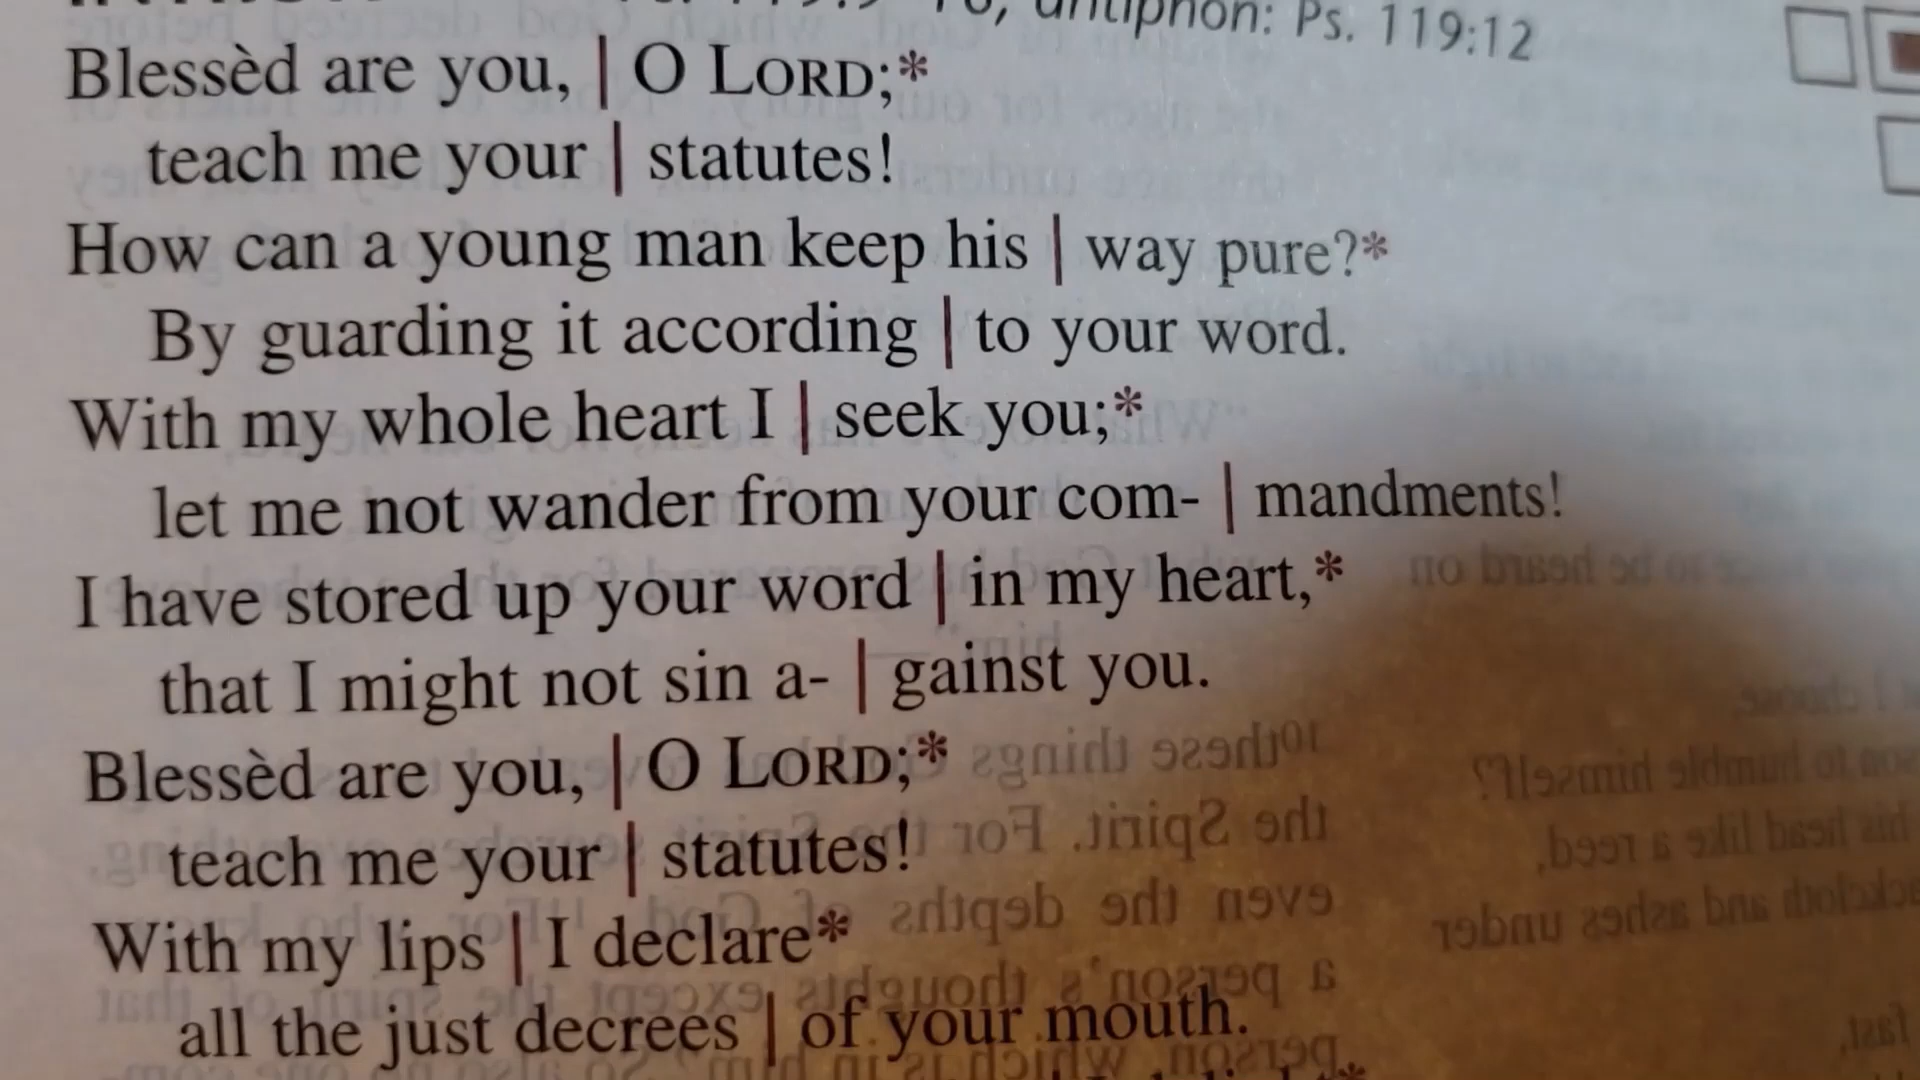 antiphon: Ps. 119:12
Blessèd are you, | O LORD;*
teach me your | statutes!
How can a young man keep his | way pure?*
By guarding it according | to your word.
With my whole heart I | seek you;*
let me not wander from your com- | mandments!
I have stored up your word | in my heart,*
that I might not sin a- | gainst you.
Blessèd are you, | O LORD;*
teach me your | statutes!
With my lips | I declare*
all the just decrees | of your mouth.